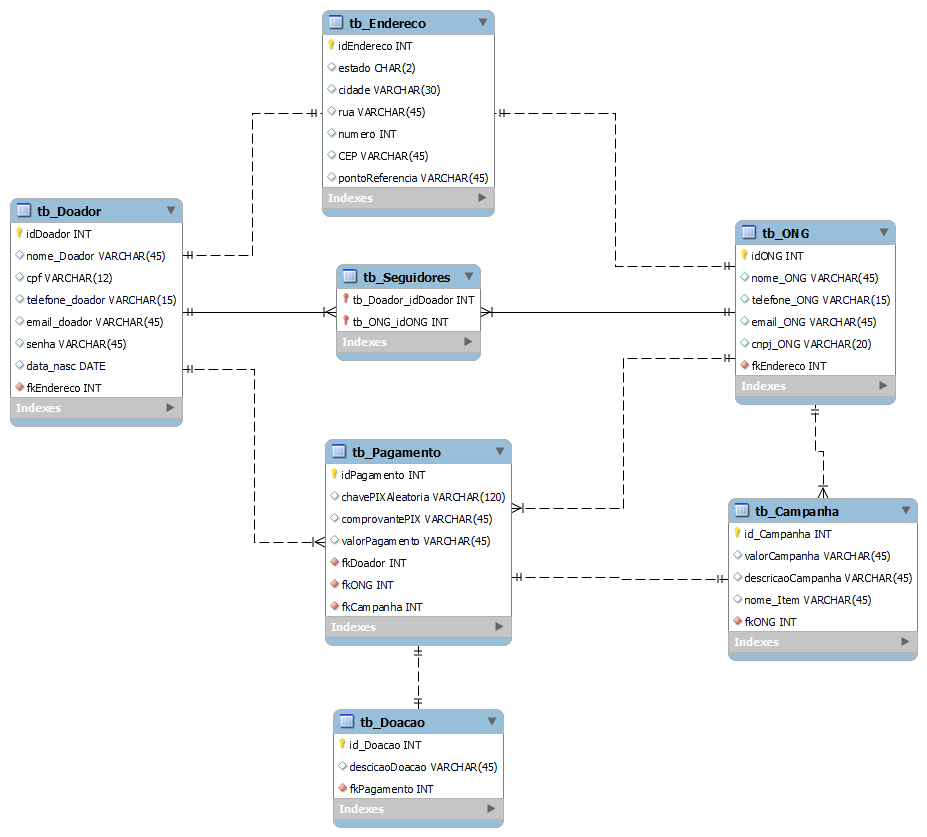 tb_Endereco
idEndereco INT
estado CHAR(2)
cidade VARCHAR(30)
rua VARCHAR(45)
numero INT
CEP VARCHAR(45)
pontoReferencia VARCHAR(45)
Indexes
tb_Doador
idDoador INT
nome_Doador VARCHAR(45)
cpf VARCHAR(12)
telefone_doador VARCHAR(15)
email_doador VARCHAR(45)
senha VARCHAR(45)
data_nasc DATE
fkEndereco INT
Indexes
tb_Seguidores
tb_Doador_idDoador INT
tb_ONG_idONG INT
Indexes
tb_ONG
idONG INT
nome_ONG VARCHAR(45)
telefone_ONG VARCHAR(15)
email_ONG VARCHAR(45)
cnpj_ONG VARCHAR(20)
fkEndereco INT
Indexes
tb_Pagamento
idPagamento INT
chavePIXAleatoria VARCHAR(120)
comprovantePIX VARCHAR(45)
valorPagamento VARCHAR(45)
fkDoador INT
fkONG INT
fkCampanha INT
Indexes
tb_Campanha
id_Campanha INT
valorCampanha VARCHAR(45)
descricaoCampanha VARCHAR(45)
nome_Item VARCHAR(45)
fkONG INT
Indexes
tb_Doacao
id_Doacao INT
descicaoDoacao VARCHAR(45)
fkPagamento INT
Indexes